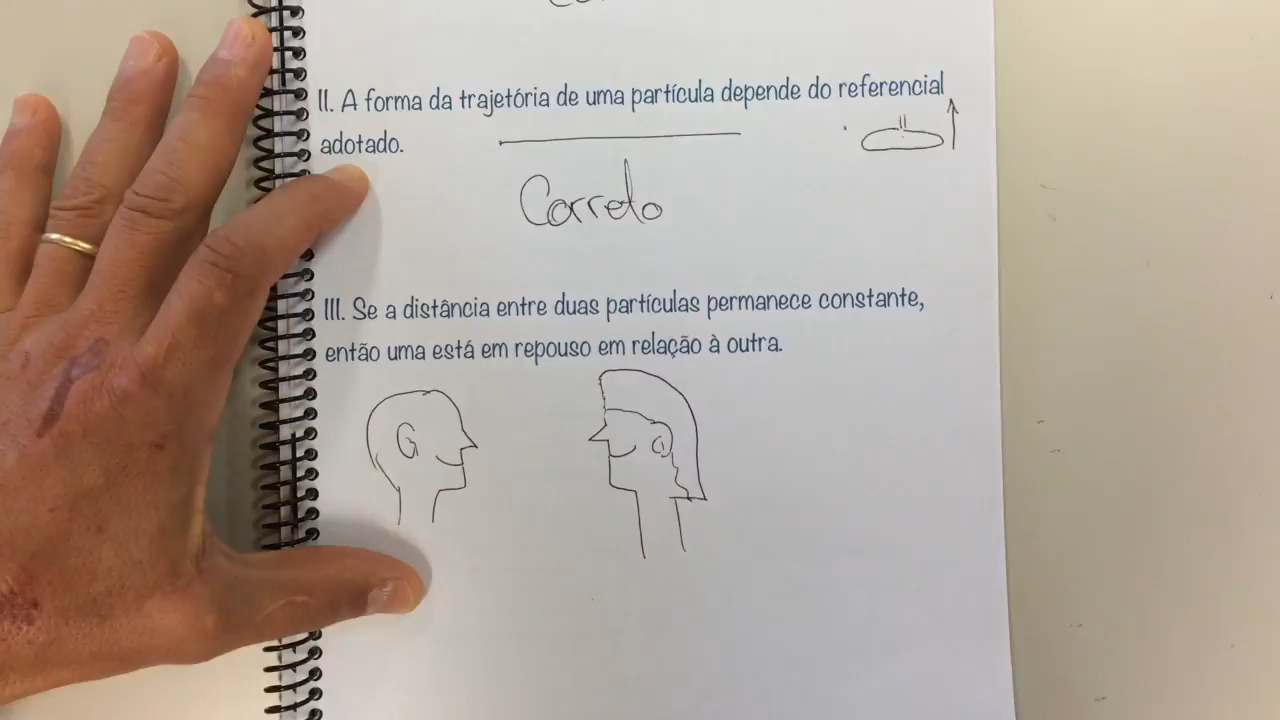 II. A forma da trajetória de uma partícula depende do referencial
adotado.
Correto
III. Se a distância entre duas partículas permanece constante,
então uma está em repouso em relação à outra.